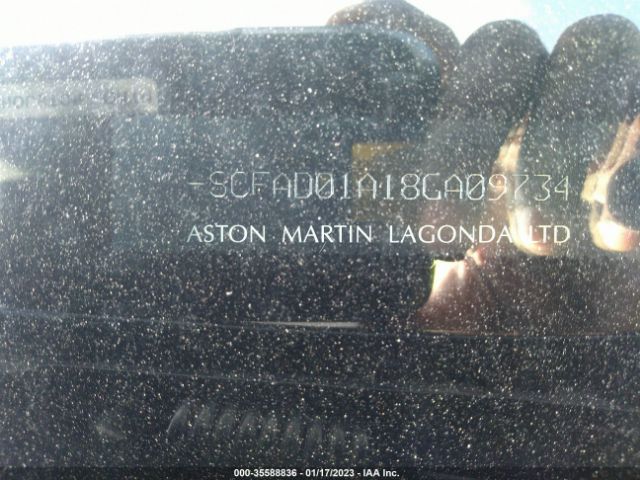 -SCFAD01A18GA09734
ASTON MARTIN LAGONDA LTD
000-35588836 - 01/17/2023 - IAA Inc.